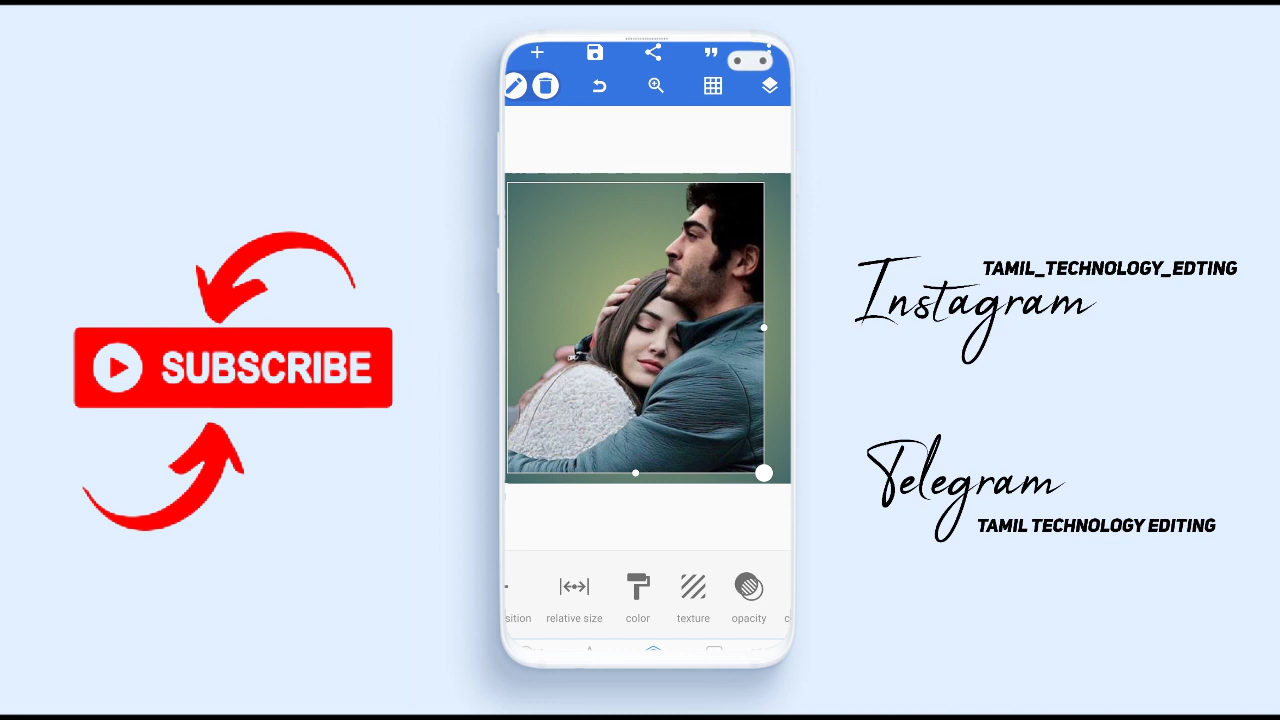 SUBSCRIBE
sition relative size color texture opacity c
TAMIL_TECHNOLOGY_EDTING
Instagram
Telegram
TAMIL TECHNOLOGY EDITING